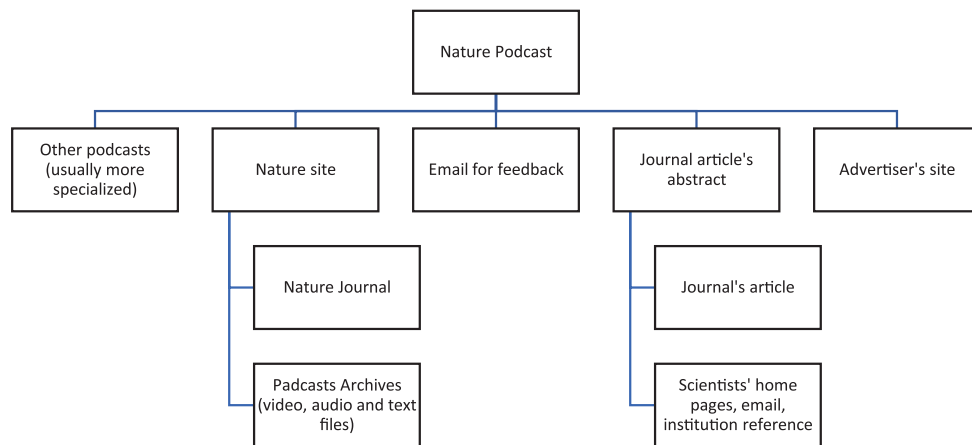 Nature Podcast
Other podcasts
(usually more
specialized)
Nature site
Email for feedback
Journal article's
abstract
Advertiser's site
Nature Journal
Journal's article
Padcasts Archives
(video, audio and text
files)
Scientists' home
pages, email,
institution reference